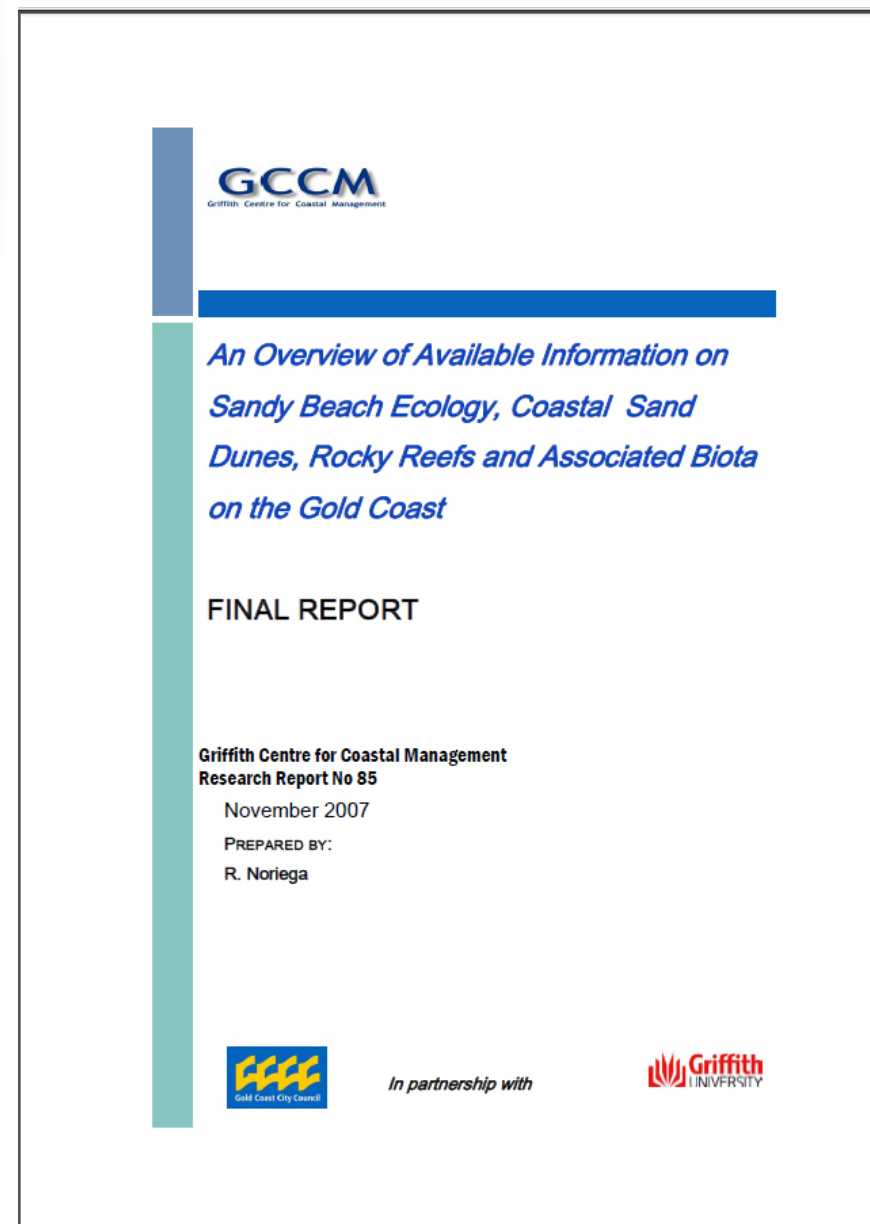 GCCM
Griffith Centre for Coastal Management
An Overview of Available Information on
Sandy Beach Ecology, Coastal Sand
Dunes, Rocky Reefs and Associated Biota
on the Gold Coast
FINAL REPORT
Griffith Centre for Coastal Management
Research Report No 85
November 2007
PREPARED BY:
R. Noriega
GCCC
Gold Coast City Council
In partnership with
Griffith
UNIVERSITY